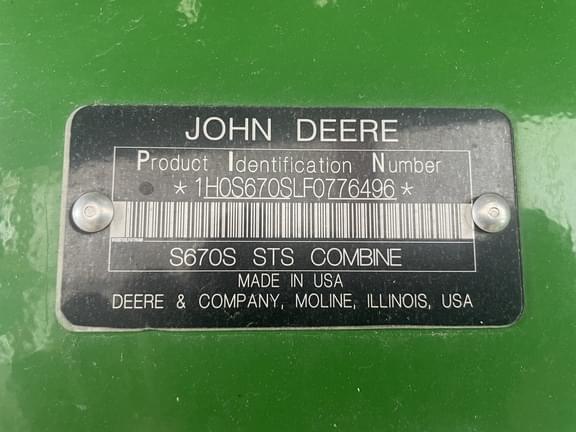 JOHN DEERE
Product Identification Number
*1H0S670SLF0776496*
S670S STS COMBINE
MADE IN USA
DEERE & COMPANY, MOLINE, ILLINOIS, USA